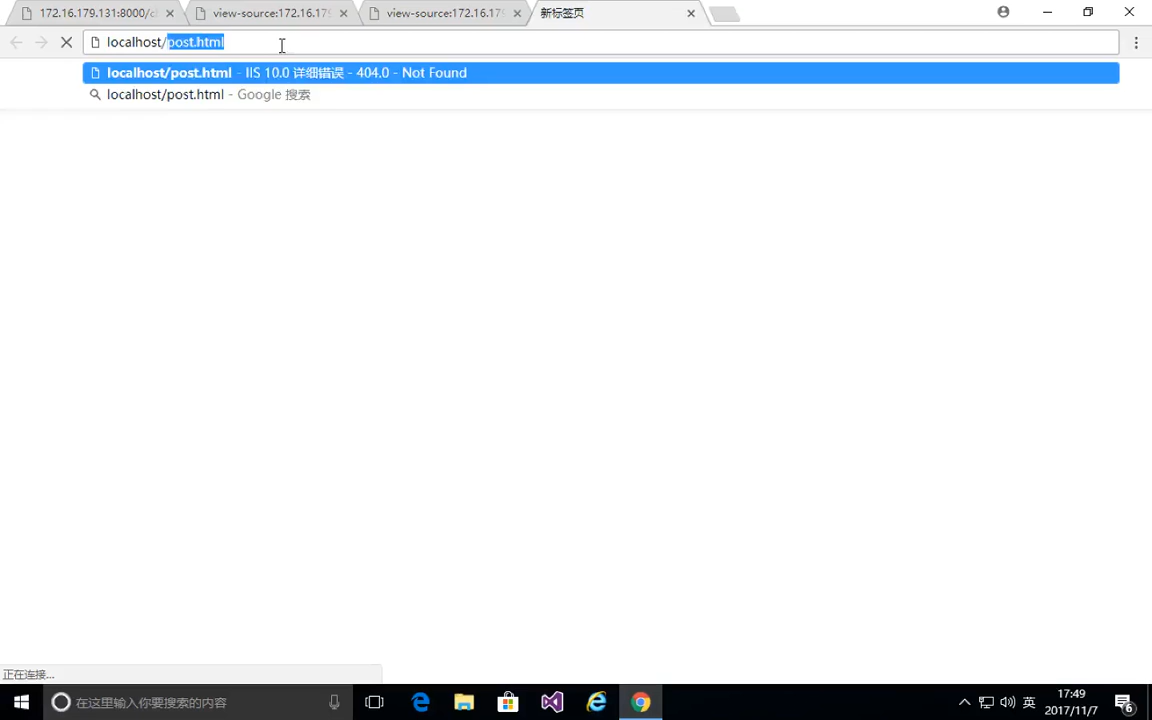 172.16.179.131:8000/cl
view-source:172.16.179
view-source:172.16.179
新标签页
localhost/post.html
localhost/post.html - IIS 10.0 详细错误 - 404.0 - Not Found
localhost/post.html - Google 搜索
正在连接...
在这里输入你要搜索的内容
英
17:49
2017/11/7
6